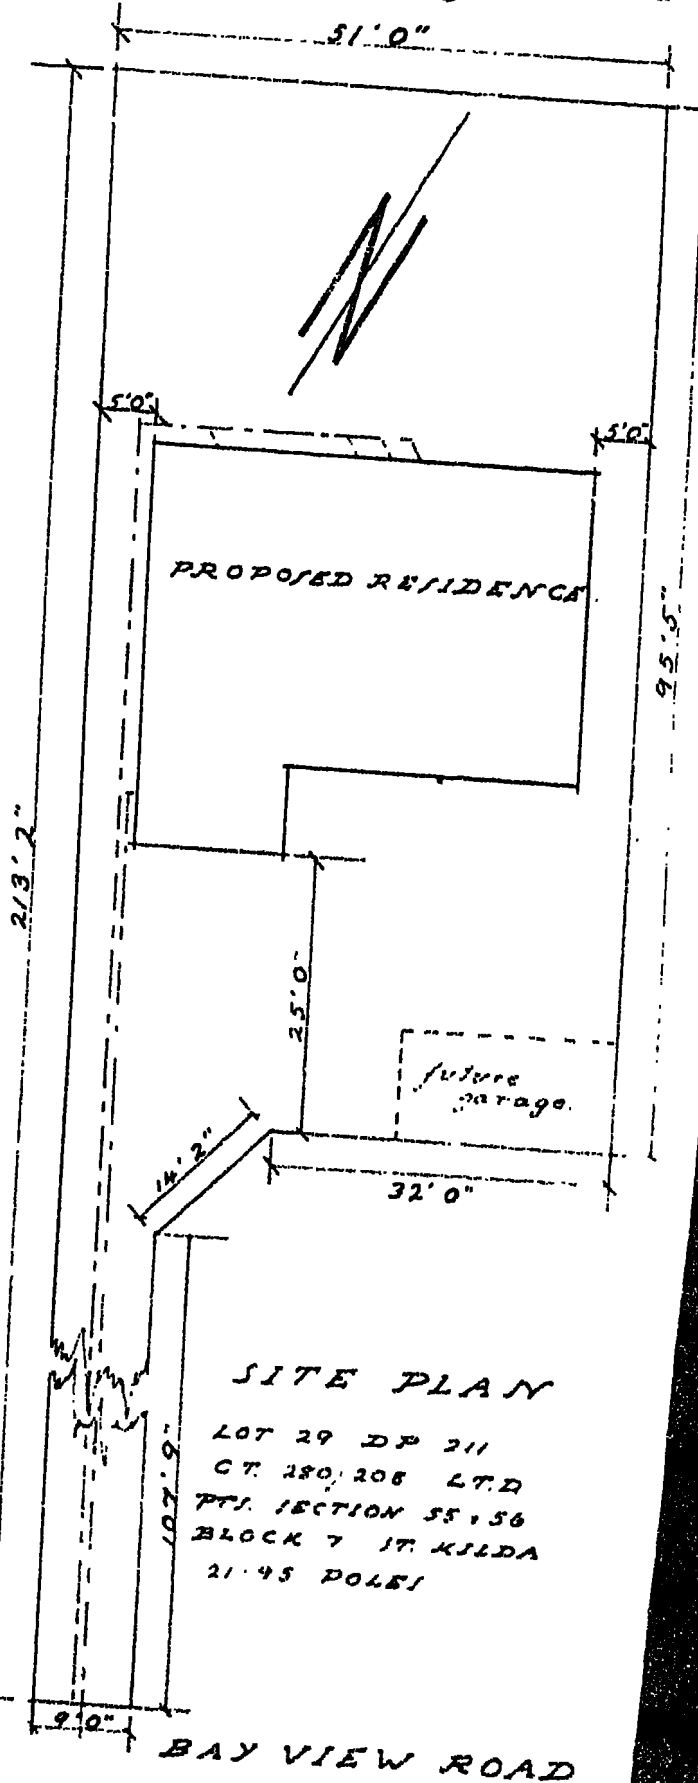 51'0"
5'0"
5'0"
PROPOSED RESIDENCE
95'5"
213'2"
25'0"
future
garage.
14'2"
32'0"
SITE PLAN
LOT 29 DP 211
C.T. 280/208 LTD
PTS. SECTION 55 & 56
BLOCK 7 ST. KILDA
21.45 POLES
107'9"
9'0"
BAY VIEW ROAD